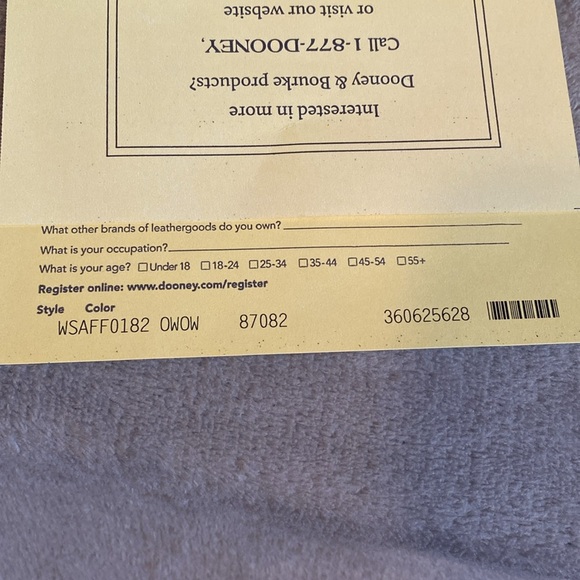 Interested in more
Dooney & Bourke products?
Call 1-877-DOONEY,
or visit our website
What other brands of leathergoods do you own?
What is your occupation?
What is your age? ☐Under 18 ☐18-24 ☐25-34 ☐35-44 ☐45-54 ☐55+
Register online: www.dooney.com/register
Style Color
WSAFF0182 OWOW 87082 360625628